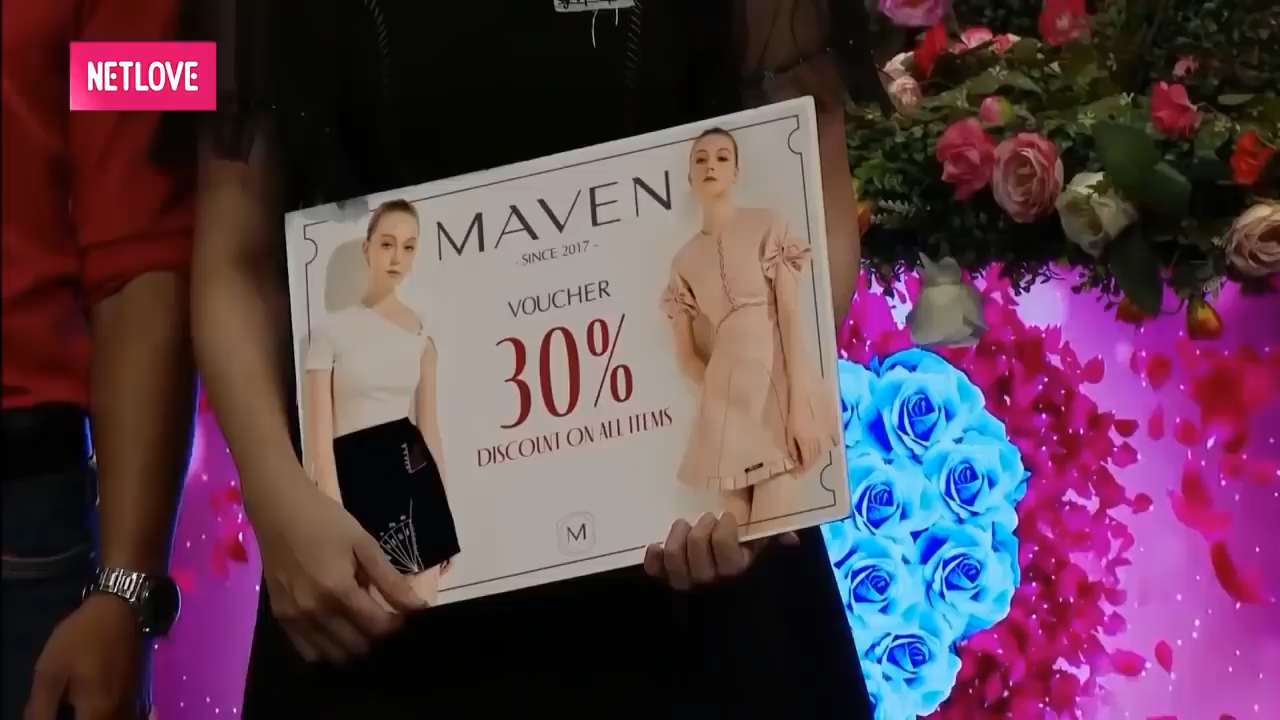 NETLOVE
MAVEN
-SINCE 2017-
VOUCHER
30%
DISCOUNT ON ALL ITEMS
M